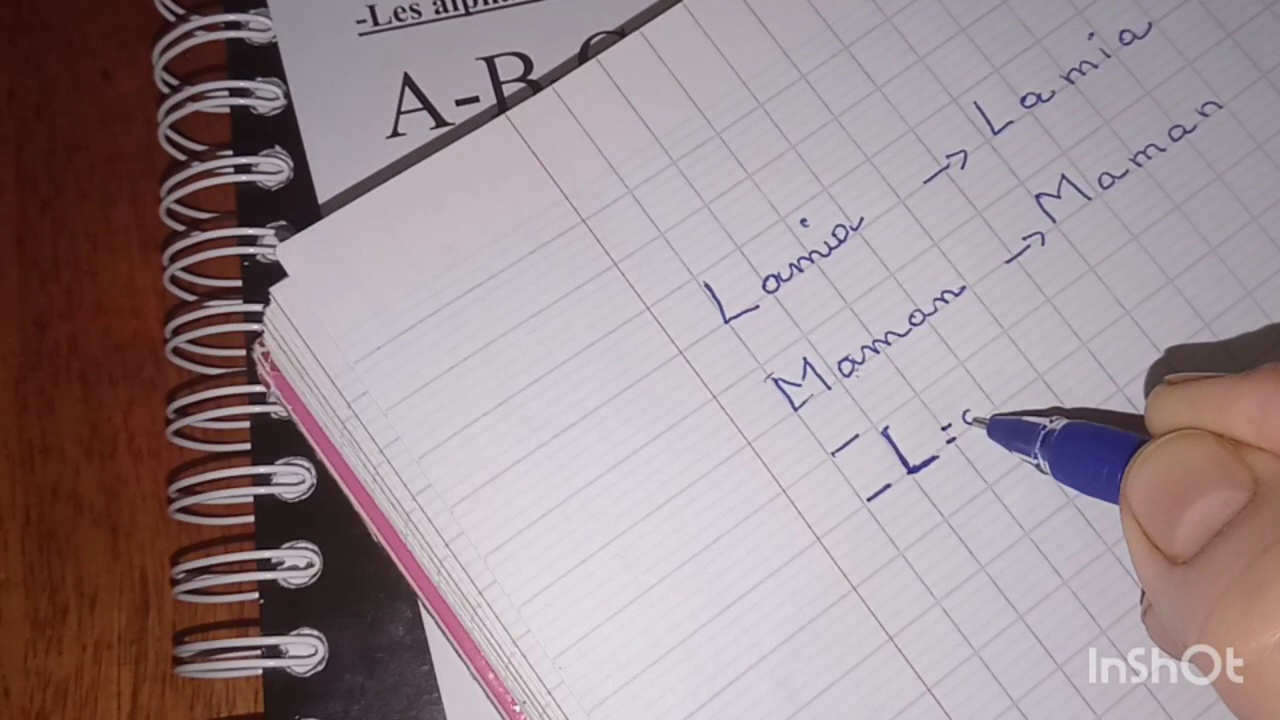 -Les alpha
A-B-C
Lamia → Lamia
Maman → Maman
- L = 
InShOt